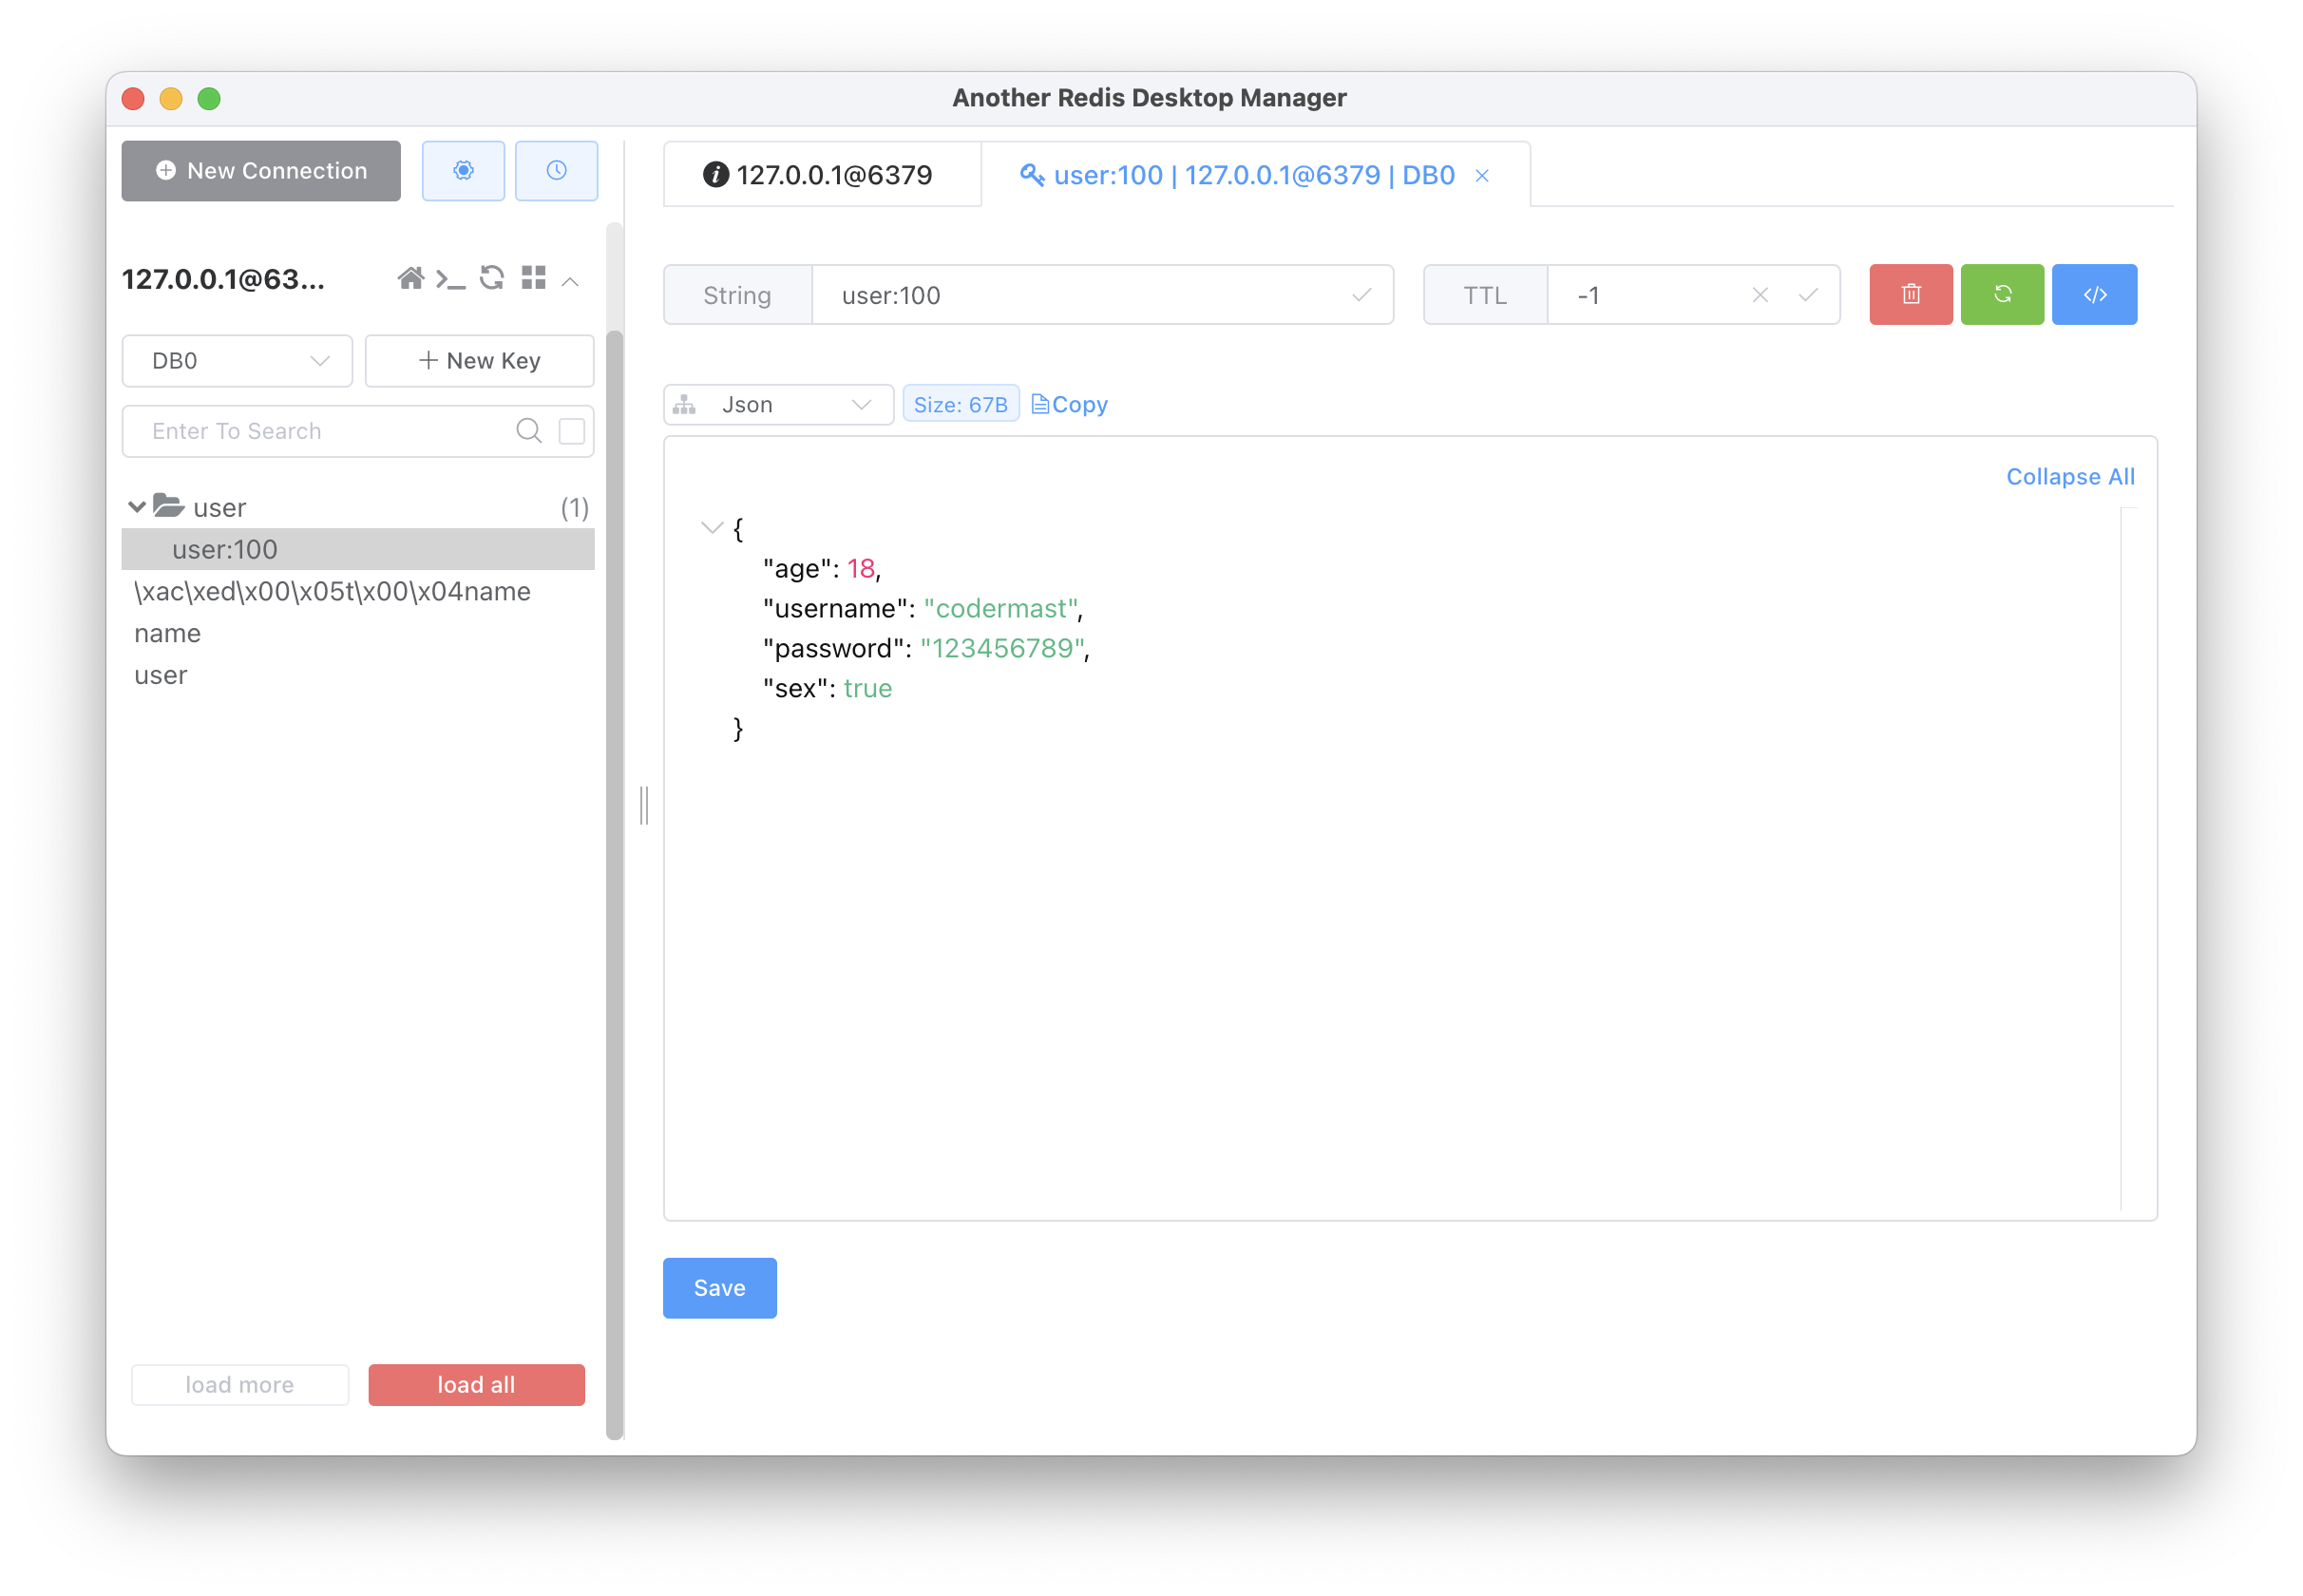 Another Redis Desktop Manager
New Connection
127.0.0.1@63...
DB0
New Key
Enter To Search
user (1)
user:100
\xac\xed\x00\x05t\x00\x04name
name
user
load more
load all
127.0.0.1@6379
user:100 | 127.0.0.1@6379 | DB0
String user:100
TTL -1
Json
Size: 67B
Copy
Collapse All
{
"age": 18,
"username": "codermast",
"password": "123456789",
"sex": true
}
Save